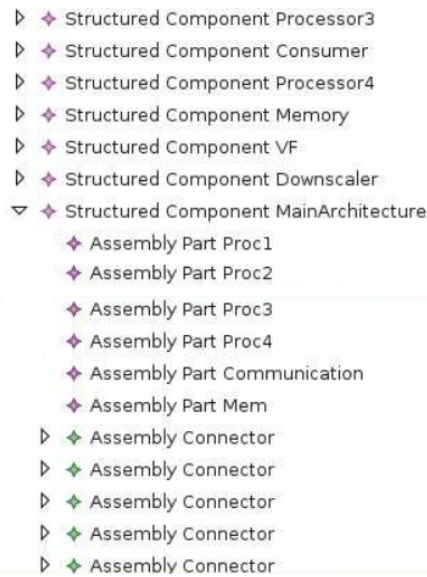 Structured Component Processor3
Structured Component Consumer
Structured Component Processor4
Structured Component Memory
Structured Component VF
Structured Component Downscaler
Structured Component MainArchitecture
Assembly Part Proc1
Assembly Part Proc2
Assembly Part Proc3
Assembly Part Proc4
Assembly Part Communication
Assembly Part Mem
Assembly Connector
Assembly Connector
Assembly Connector
Assembly Connector
Assembly Connector